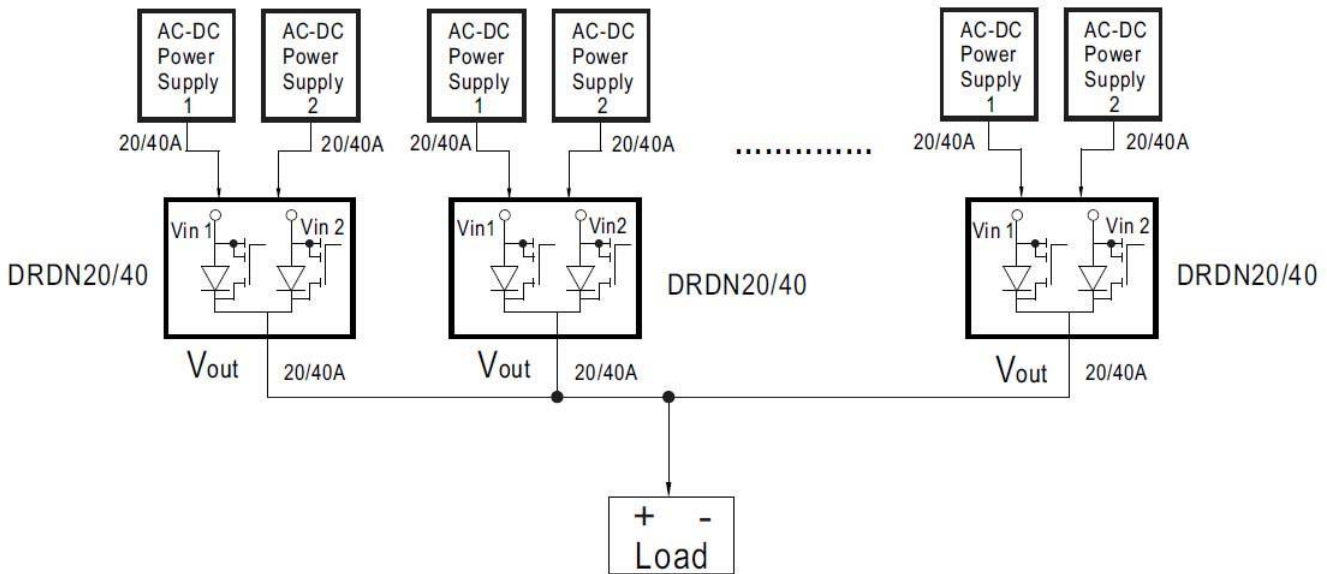 AC-DC
Power
Supply
1
AC-DC
Power
Supply
2
AC-DC
Power
Supply
1
AC-DC
Power
Supply
2
AC-DC
Power
Supply
1
AC-DC
Power
Supply
2
20/40A
20/40A
20/40A
20/40A
..............
20/40A
20/40A
Vin 1
Vin 2
Vin1
Vin2
Vin 1
Vin 2
DRDN20/40
DRDN20/40
DRDN20/40
Vout
20/40A
Vout
20/40A
Vout
20/40A
+ -
Load